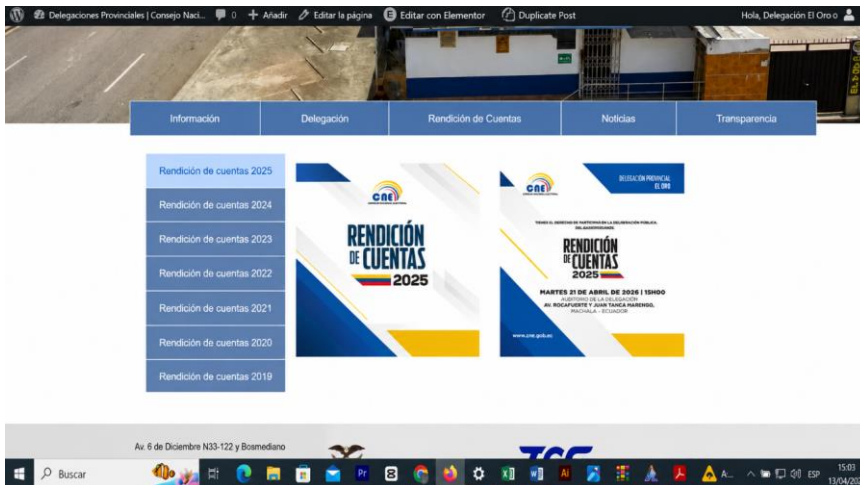 Delegaciones Provinciales | Consejo Naci... 0 Añadir Editar la página Editar con Elementor Duplicate Post Hola, Delegación El Oro o
Información Delegación Rendición de Cuentas Noticias Transparencia
Rendición de cuentas 2025
Rendición de cuentas 2024
Rendición de cuentas 2023
Rendición de cuentas 2022
Rendición de cuentas 2021
Rendición de cuentas 2020
Rendición de cuentas 2019
CNE
RENDICIÓN
DE CUENTAS
2025
CNE
DELEGACIÓN PROVINCIAL
EL ORO
RENDICIÓN
DE CUENTAS
2025
MARTES 21 DE ABRIL DE 2026 | 15H00
AUDITORIO DE LA DELEGACIÓN
AV. ROCAFUERTE Y JUAN TANCA MARENGO,
MACHALA - ECUADOR
www.cne.gob.ec
Av. 6 de Diciembre N33-122 y Bosmediano
Buscar
ESP
15:03